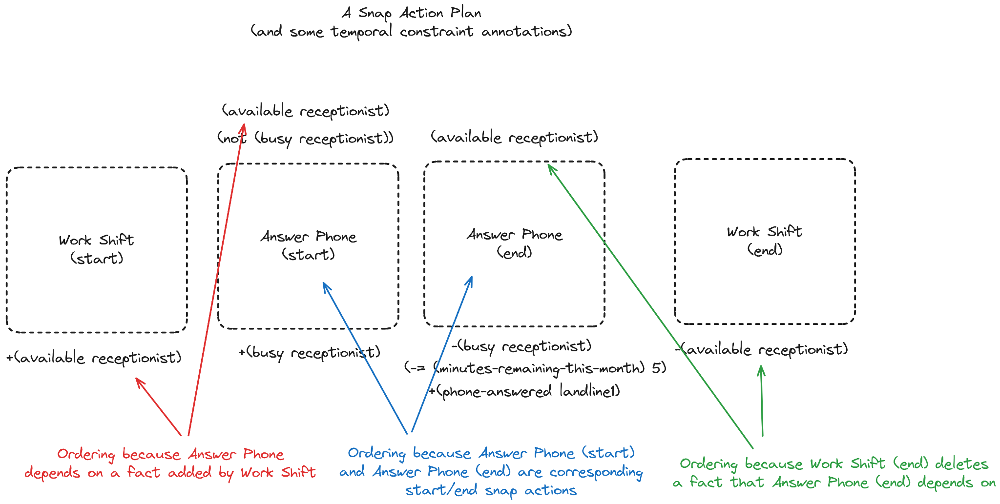 A Snap Action Plan
(and some temporal constraint annotations)
(available receptionist)
(not (busy receptionist))
(available receptionist)
Work Shift
(start)
Answer Phone
(start)
Answer Phone
(end)
Work Shift
(end)
+(available receptionist)
+(busy receptionist)
-(busy receptionist)
(-= (minutes-remaining-this-month) 5)
+(phone-answered landline1)
-(available receptionist)
Ordering because Answer Phone
depends on a fact added by Work Shift
Ordering because Answer Phone (start)
and Answer Phone (end) are corresponding
start/end snap actions
Ordering because Work Shift (end) deletes
a fact that Answer Phone (end) depends on